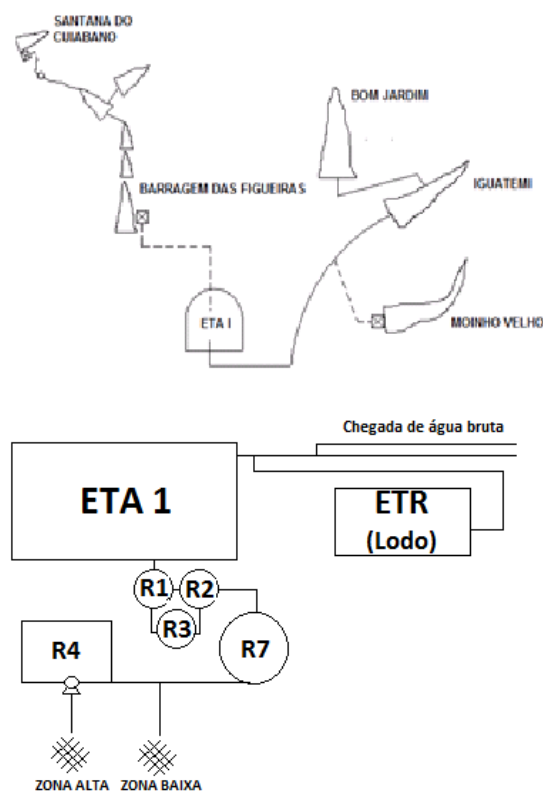 SANTANA DO
CUIABANO
BOM JARDIM
IGUATEMI
BARRAGEM DAS FIGUEIRAS
ETA I
MOINHO VELHO
Chegada de água bruta
ETA 1
ETR
(Lodo)
R1
R2
R3
R4
R7
ZONA ALTA
ZONA BAIXA